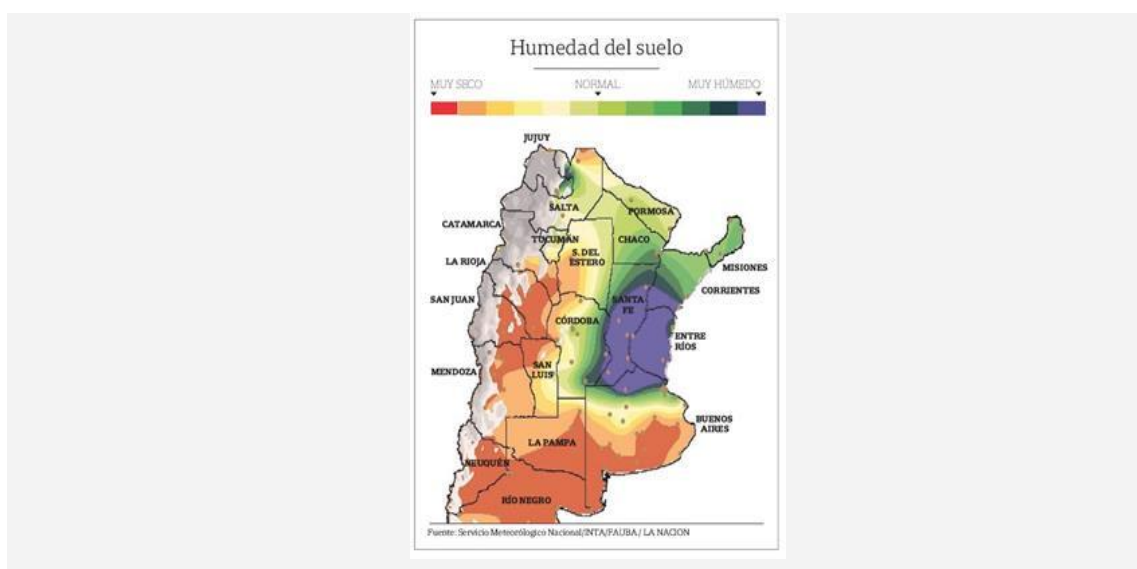 Humedad del suelo
MUY SECO NORMAL MUY HÚMEDO
JUJUY
SALTA
FORMOSA
CATAMARCA
TUCUMÁN
CHACO
S. DEL
ESTERO
LA RIOJA
MISIONES
CORRIENTES
SAN JUAN
SANTA
FE
CÓRDOBA
ENTRE
RÍOS
MENDOZA
SAN
LUIS
BUENOS
AIRES
LA PAMPA
NEUQUÉN
RÍO NEGRO
Fuente: Servicio Meteorólogico Nacional/INTA/FAUBA / LA NACION